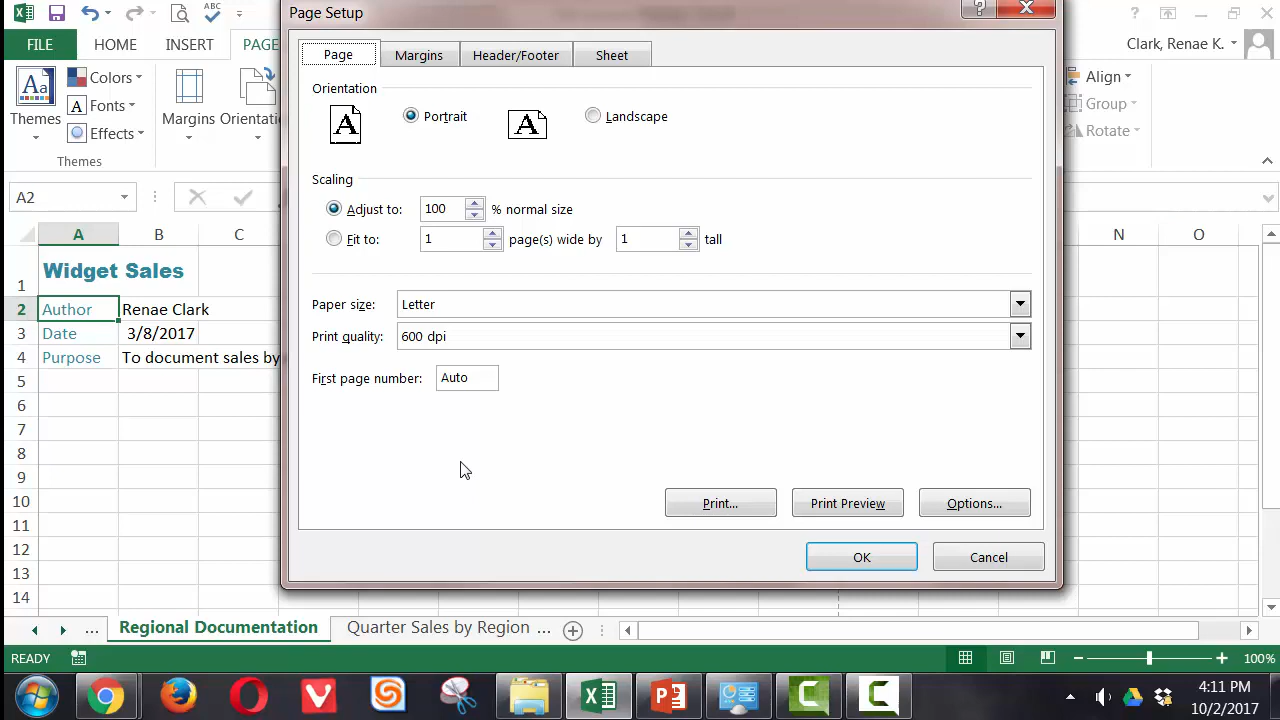 Page Setup
FILE
HOME
INSERT
Clark, Renae K.
Themes
Colors
Fonts
Effects
Themes
Margins
Align
Group
Rotate
Page
Margins
Header/Footer
Sheet
Orientation
A
Portrait
A
Landscape
Scaling
Adjust to:
100
% normal size
Fit to:
1
page(s) wide by
1
tall
Paper size:
Letter
Print quality:
600 dpi
First page number:
Auto
Print...
Print Preview
Options...
OK
Cancel
A2
A
B
C
N
O
1
Widget Sales
2
Author
Renae Clark
3
Date
3/8/2017
4
Purpose
To document sales by
5
6
7
8
9
10
11
12
13
14
...
Regional Documentation
Quarter Sales by Region ...
READY
100%
4:11 PM
10/2/2017